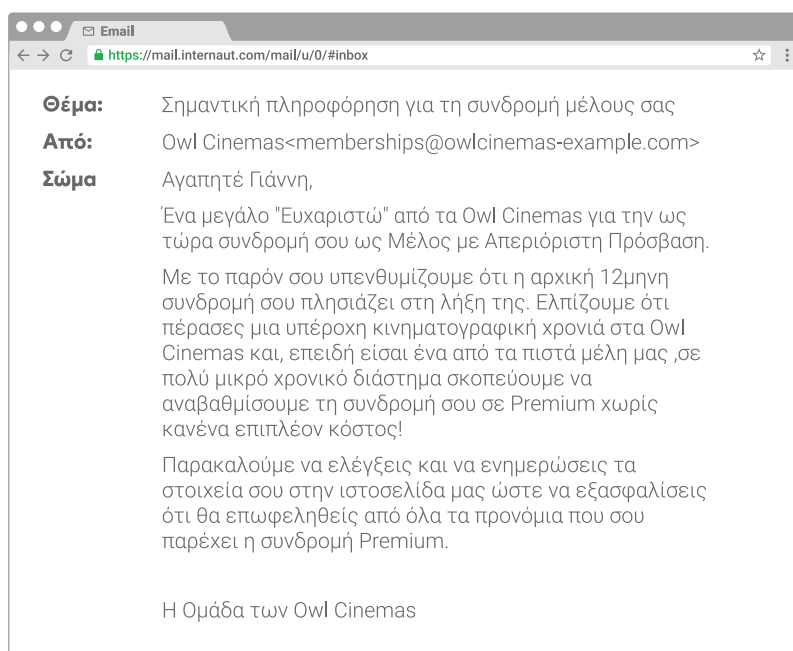 Email
https://mail.internaut.com/mail/u/0/#inbox
Θέμα: Σημαντική πληροφόρηση για τη συνδρομή μέλους σας
Από: Owl Cinemas<memberships@owlcinemas-example.com>
Σώμα Αγαπητέ Γιάννη,
Ένα μεγάλο "Ευχαριστώ" από τα Owl Cinemas για την ως
τώρα συνδρομή σου ως Μέλος με Απεριόριστη Πρόσβαση.
Με το παρόν σου υπενθυμίζουμε ότι η αρχική 12μηνη
συνδρομή σου πλησιάζει στη λήξη της. Ελπίζουμε ότι
πέρασες μια υπέροχη κινηματογραφική χρονιά στα Owl
Cinemas και, επειδή είσαι ένα από τα πιστά μέλη μας ,σε
πολύ μικρό χρονικό διάστημα σκοπεύουμε να
αναβαθμίσουμε τη συνδρομή σου σε Premium χωρίς
κανένα επιπλέον κόστος!
Παρακαλούμε να ελέγξεις και να ενημερώσεις τα
στοιχεία σου στην ιστοσελίδα μας ώστε να εξασφαλίσεις
ότι θα επωφεληθείς από όλα τα προνόμια που σου
παρέχει η συνδρομή Premium.
Η Ομάδα των Owl Cinemas